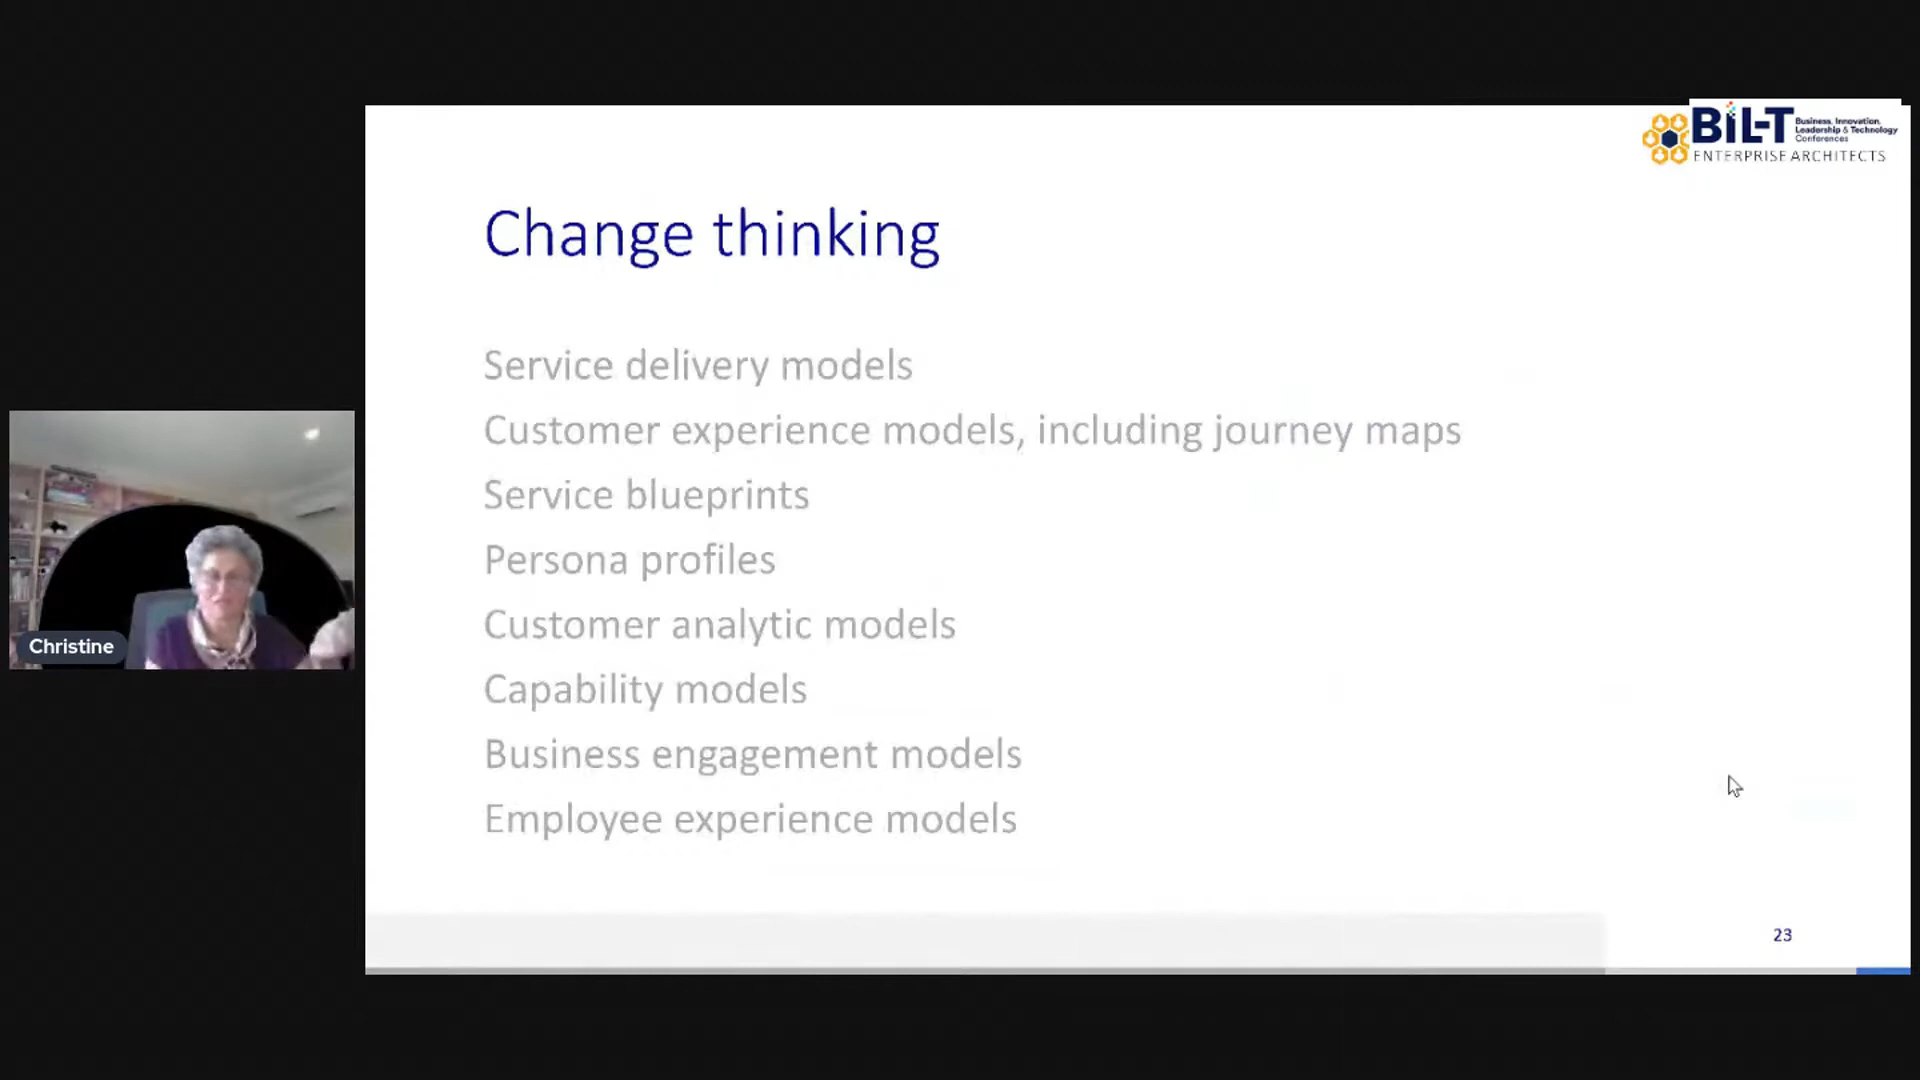 BiL-T
Business, Innovation,
Leadership & Technology
Conferences
ENTERPRISE ARCHITECTS
Change thinking
Service delivery models
Customer experience models, including journey maps
Service blueprints
Persona profiles
Customer analytic models
Capability models
Business engagement models
Employee experience models
Christine
23